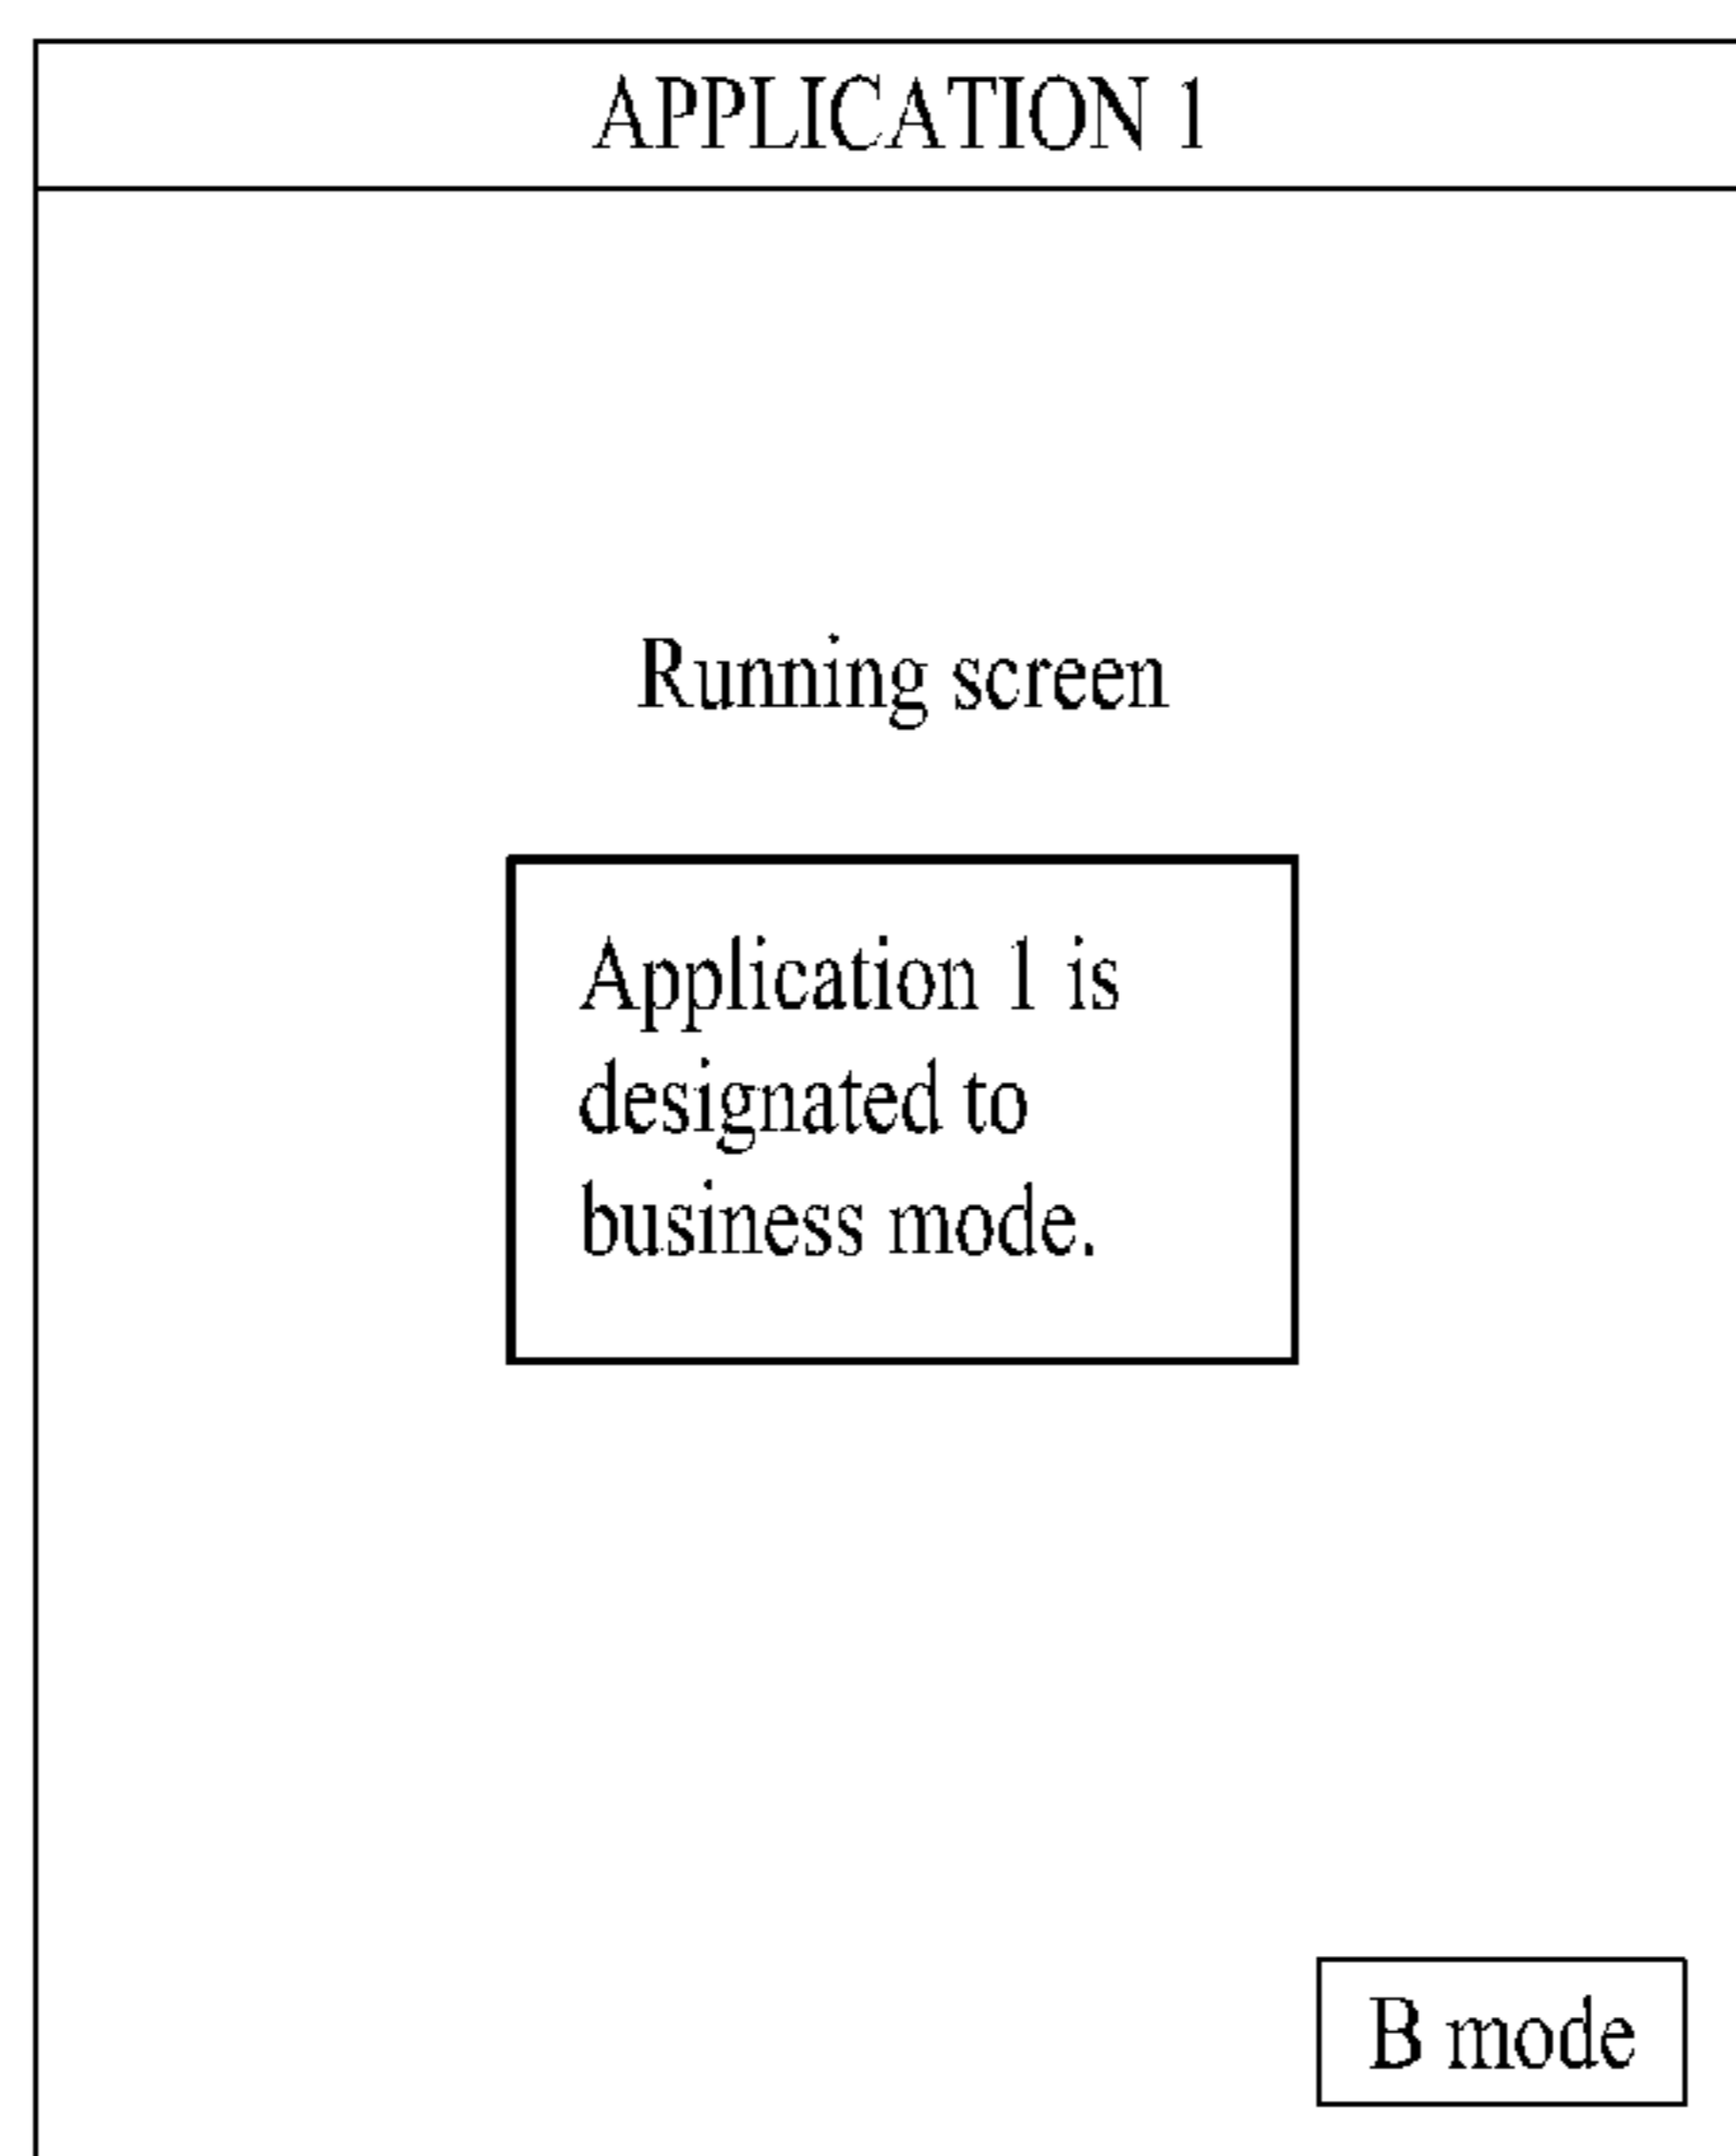 APPLICATION 1
Running screen
Application 1 is
designated to
business mode.
B mode